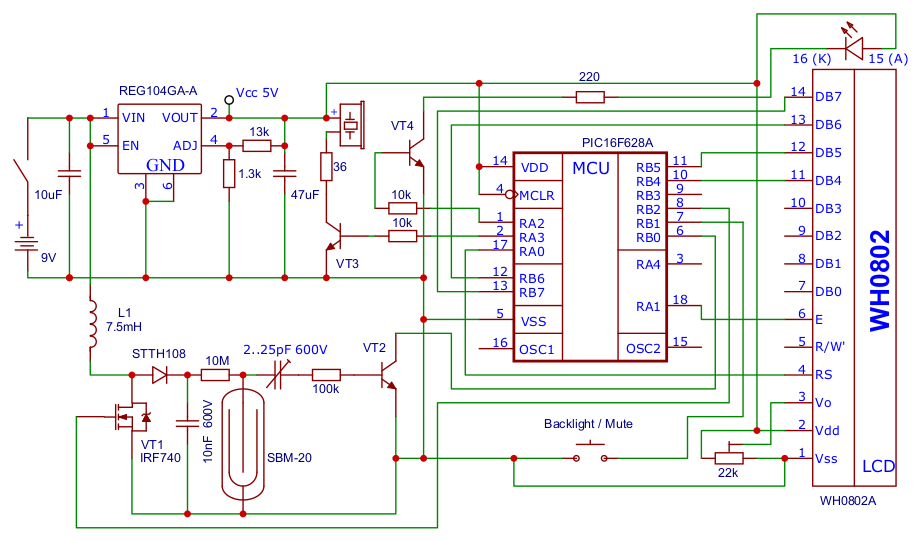 220
16 (K) 15 (A)
REG104GA-A
Vcc 5V
1 VIN VOUT 2
5 EN ADJ 4
GND
3 6
13k
1.3k
10uF
47uF
+
9V
+
36
VT4
10k
10k
VT3
PIC16F628A
MCU
14 VDD
4 MCLR
1 RA2
2 RA3
17 RA0
12 RB6
13 RB7
5 VSS
16 OSC1
RB5 11
RB4 10
RB3 9
RB2 8
RB1 7
RB0 6
RA4 3
RA1 18
OSC2 15
14 DB7
13 DB6
12 DB5
11 DB4
10 DB3
9 DB2
8 DB1
7 DB0
6 E
5 R/W'
4 RS
3 Vo
2 Vdd
1 Vss
WH0802
LCD
WH0802A
L1
7.5mH
STTH108
10M
2..25pF 600V
100k
VT2
VT1
IRF740
10nF 600V
SBM-20
Backlight / Mute
22k